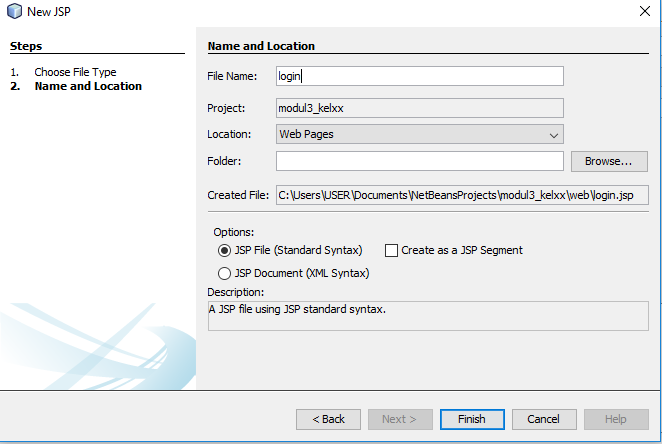 New JSP
Steps
1. Choose File Type
2. Name and Location
Name and Location
File Name: login
Project: modul3_kelxx
Location: Web Pages
Folder: Browse...
Created File: C:\Users\USER\Documents\NetBeansProjects\modul3_kelxx\web\login.jsp
Options:
JSP File (Standard Syntax) Create as a JSP Segment
JSP Document (XML Syntax)
Description:
A JSP file using JSP standard syntax.
< Back Next > Finish Cancel Help